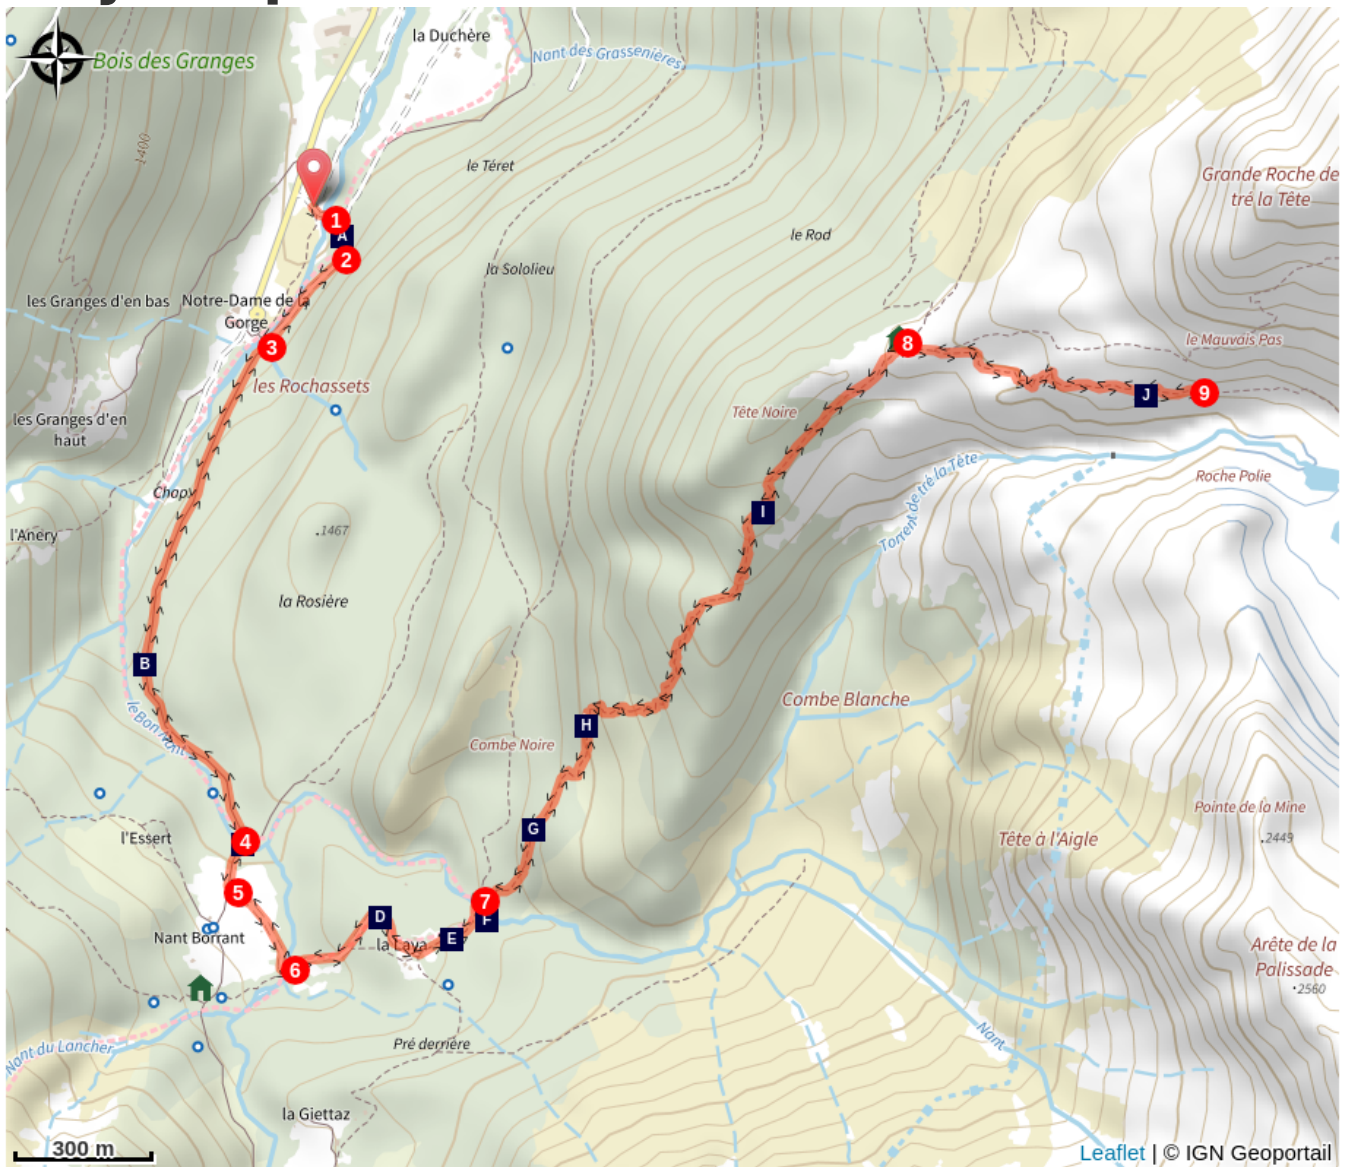 la Duchère
Nant des Grassenières
Bois des Granges
1400
le Téret
Grande Roche de
tré la Tête
1
A
2
le Rod
la Sololieu
les Granges d'en bas
Notre-Dame de la
Gorge
3
8
le Mauvais Pas
les Rochassets
J
9
les Granges d'en
haut
Tête Noire
Torrent de tré la Tête
Roche Polie
Chapy
I
l'Anery
1467
la Rosière
B
le Bon Nant
Combe Blanche
H
Combe Noire
Pointe de la Mine
2449
G
l'Essert
4
Tête à l'Aigle
5
7
F
D
E
la Laya
Nant Borrant
6
Arête de la
Palissade
2560
Nant
Nant du Lancher
Pré derrière
la Giettaz
300 m
Leaflet | © IGN Geoportail